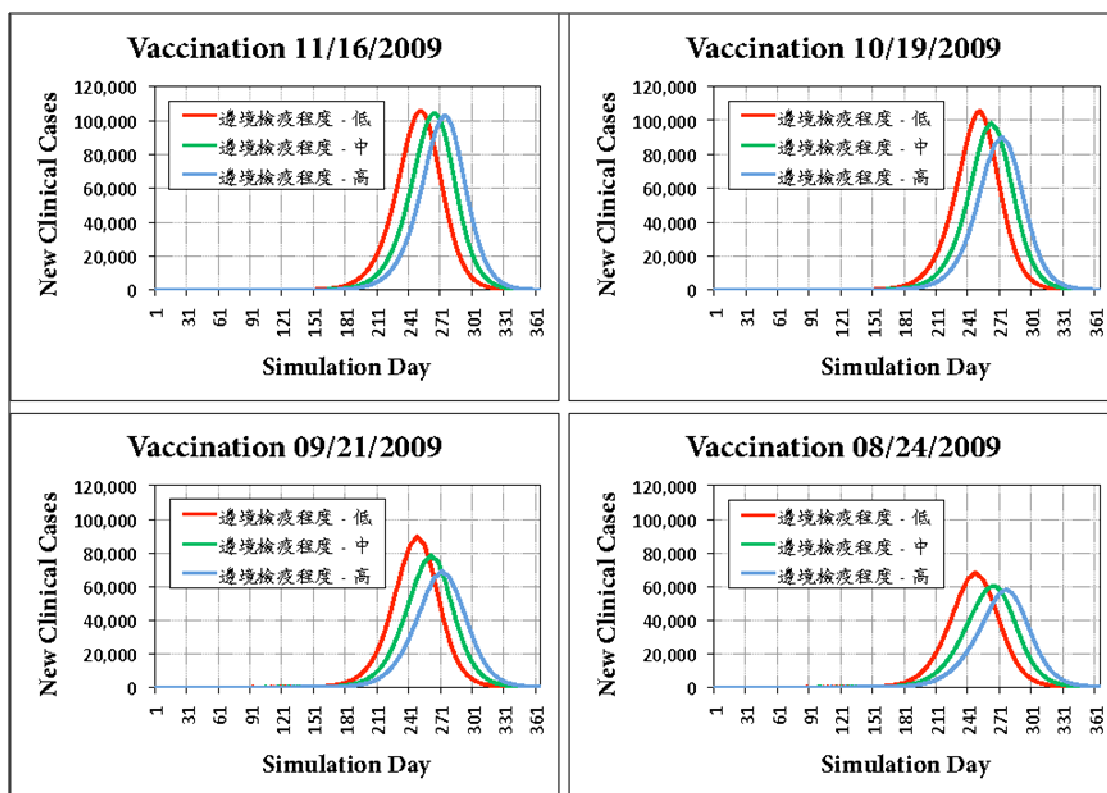 Vaccination 11/16/2009
New Clinical Cases
120,000
100,000
80,000
60,000
40,000
20,000
0
邊境檢疫程度 - 低
邊境檢疫程度 - 中
邊境檢疫程度 - 高
1 31 61 91 121 151 181 211 241 271 301 331 361
Simulation Day
Vaccination 10/19/2009
New Clinical Cases
120,000
100,000
80,000
60,000
40,000
20,000
0
邊境檢疫程度 - 低
邊境檢疫程度 - 中
邊境檢疫程度 - 高
1 31 61 91 121 151 181 211 241 271 301 331 361
Simulation Day
Vaccination 09/21/2009
New Clinical Cases
120,000
100,000
80,000
60,000
40,000
20,000
0
邊境檢疫程度 - 低
邊境檢疫程度 - 中
邊境檢疫程度 - 高
1 31 61 91 121 151 181 211 241 271 301 331 361
Simulation Day
Vaccination 08/24/2009
New Clinical Cases
120,000
100,000
80,000
60,000
40,000
20,000
0
邊境檢疫程度 - 低
邊境檢疫程度 - 中
邊境檢疫程度 - 高
1 31 61 91 121 151 181 211 241 271 301 331 361
Simulation Day